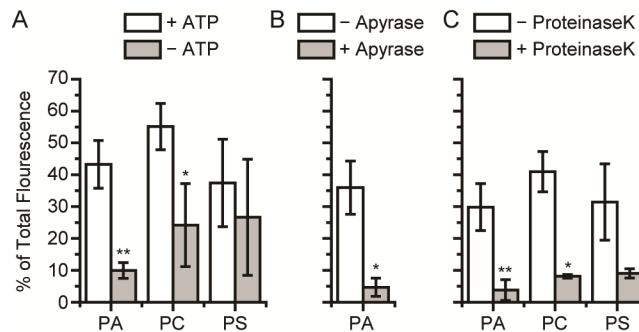 A
+ ATP
− ATP
B
− Apyrase
+ Apyrase
C
− ProteinaseK
+ ProteinaseK
% of Total Flourescence
70
60
50
40
30
20
10
0
**
*
*
**
*
PA PC PS
PA
PA PC PS